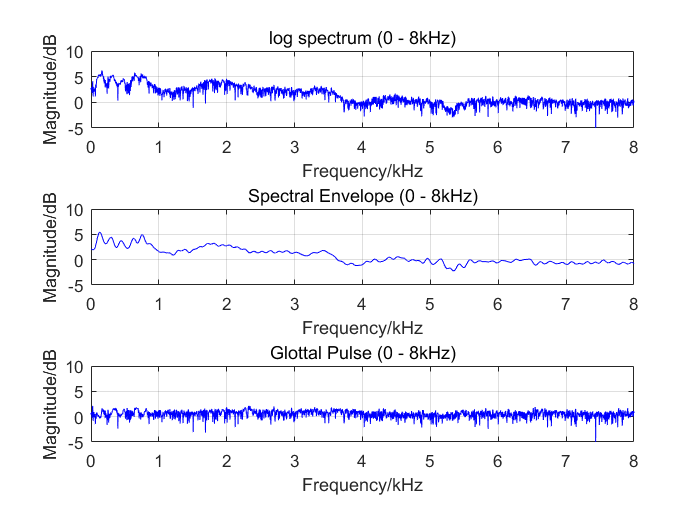 log spectrum (0 - 8kHz)
Magnitude/dB
10
5
0
-5
0 1 2 3 4 5 6 7 8
Frequency/kHz
Spectral Envelope (0 - 8kHz)
Magnitude/dB
10
5
0
-5
0 1 2 3 4 5 6 7 8
Frequency/kHz
Glottal Pulse (0 - 8kHz)
Magnitude/dB
10
5
0
-5
0 1 2 3 4 5 6 7 8
Frequency/kHz